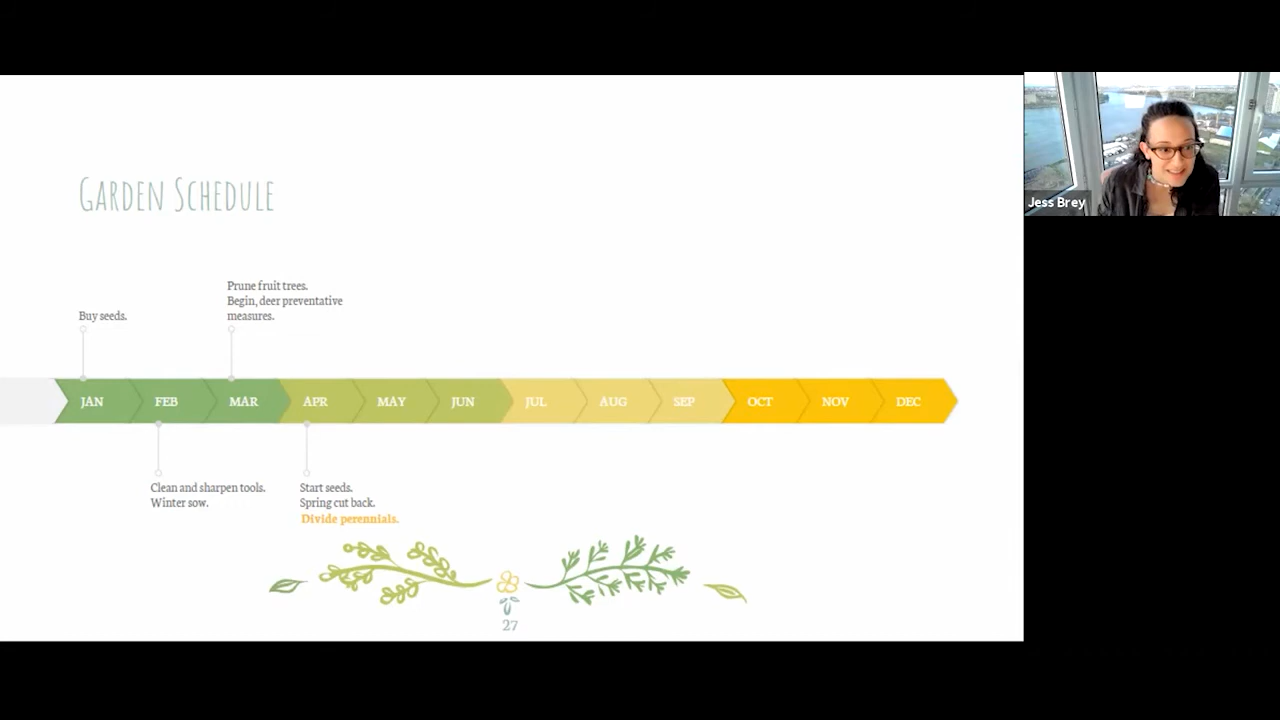 GARDEN SCHEDULE
Prune fruit trees.
Begin, deer preventative
measures.
Buy seeds.
JAN FEB MAR APR MAY JUN JUL AUG SEP OCT NOV DEC
Clean and sharpen tools.
Winter sow.
Start seeds.
Spring cut back.
Divide perennials.
27
Jess Brey